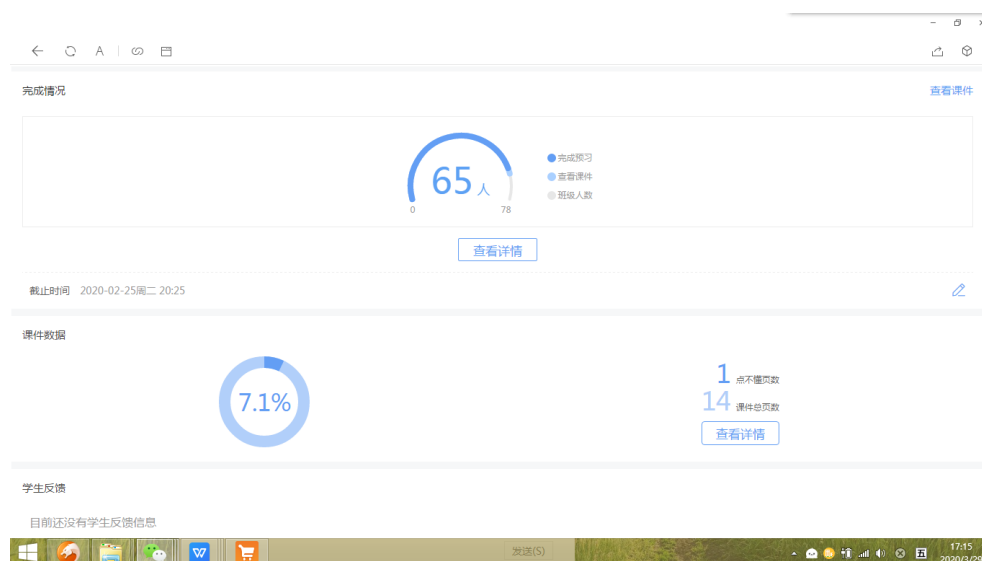 A
完成情况
查看课件
65人
0
78
完成预习
查看课件
班级人数
查看详情
截止时间 2020-02-25周二 20:25
课件数据
7.1%
1 点不懂页数
14 课件总页数
查看详情
学生反馈
目前还没有学生反馈信息
发送(S)
五
17:15
2020/3/29